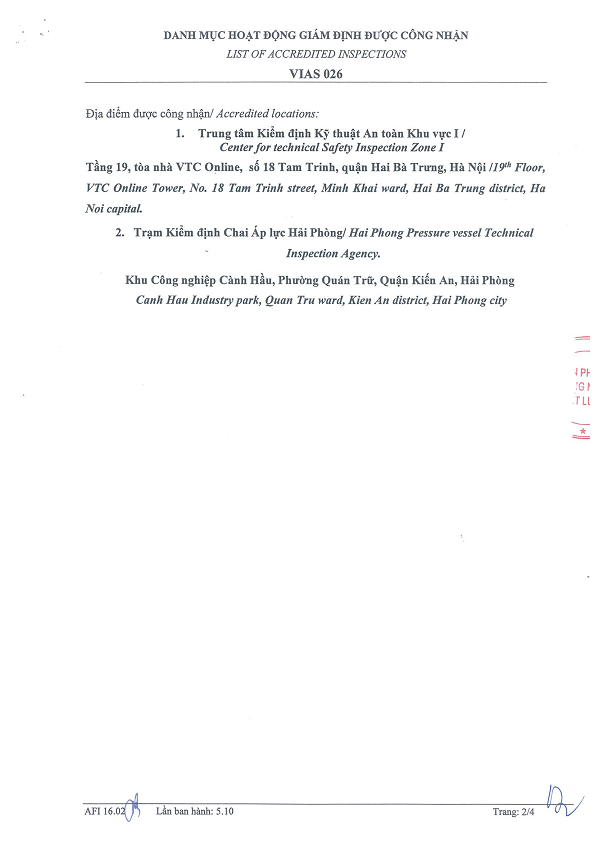 DANH MỤC HOẠT ĐỘNG GIÁM ĐỊNH ĐƯỢC CÔNG NHẬN
LIST OF ACCREDITED INSPECTIONS
VIAS 026
Địa điểm được công nhận/ Accredited locations:
1. Trung tâm Kiểm định Kỹ thuật An toàn Khu vực I /
Center for technical Safety Inspection Zone I
Tầng 19, tòa nhà VTC Online, số 18 Tam Trinh, quận Hai Bà Trưng, Hà Nội /19th Floor,
VTC Online Tower, No. 18 Tam Trinh street, Minh Khai ward, Hai Ba Trung district, Ha
Noi capital.
2. Trạm Kiểm định Chai Áp lực Hải Phòng/ Hai Phong Pressure vessel Technical
Inspection Agency.
Khu Công nghiệp Cành Hầu, Phường Quán Trữ, Quận Kiến An, Hải Phòng
Canh Hau Industry park, Quan Tru ward, Kien An district, Hai Phong city
AFI 16.02 Lần ban hành: 5.10 Trang: 2/4